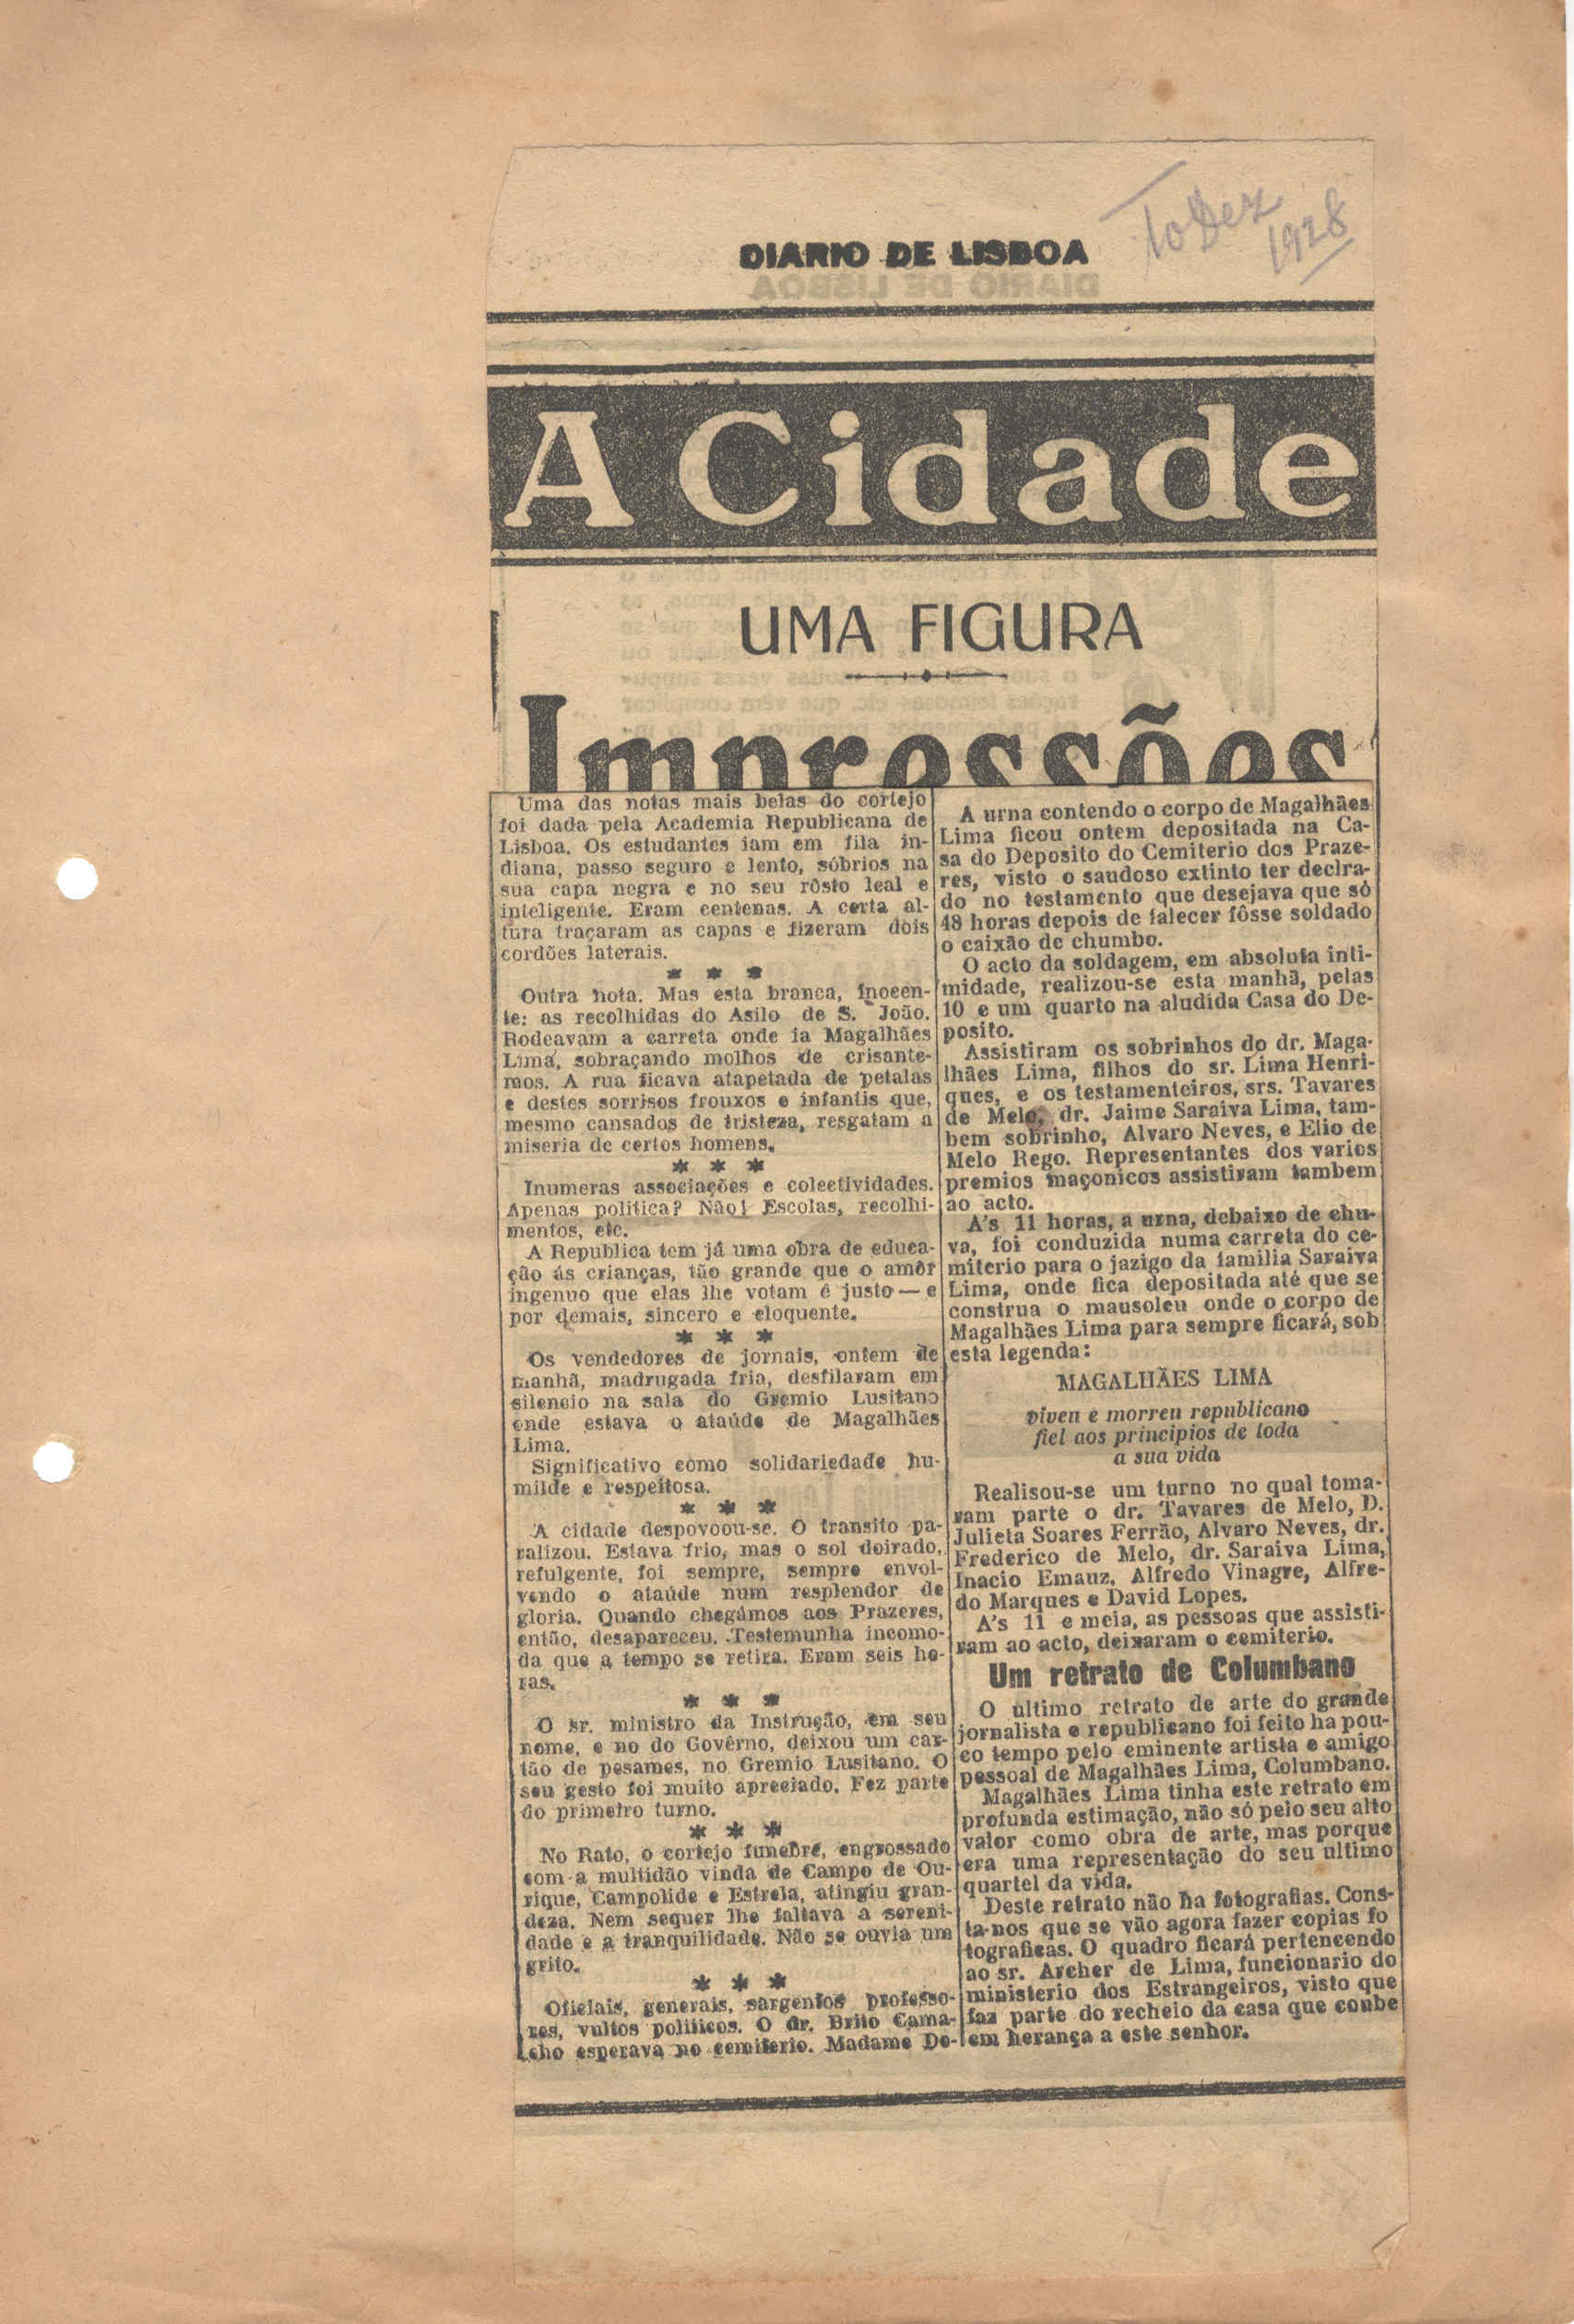 10 Dez
1928
DIARIO DE LISBOA
A Cidade
UMA FIGURA
Impressões
Uma das notas mais belas do cortejo
foi dada pela Academia Republicana de
Lisboa. Os estudantes iam em fila in-
diana, passo seguro e lento, sóbrios na
sua capa negra e no seu rôsto leal e
inteligente. Eram centenas. A certa al-
tura traçaram as capas e fizeram dois
cordões laterais.
* * *
Outra nota. Mas esta branca, inocen-
te: as recolhidas do Asilo de S. João.
Rodeavam a carreta onde ia Magalhães
Lima, sobraçando molhos de crisante-
mos. A rua ficava atapetada de petalas
e destes sorrisos frouxos e infantis que,
mesmo cansados de tristeza, resgatam a
miseria de certos homens.
* * *
Inumeras associações e colectividades.
Apenas politica? Não! Escolas, recolhi-
mentos, etc.
A Republica tem já uma obra de educa-
ção ás crianças, tão grande que o amôr
ingenuo que elas lhe votam é justo — e
por demais, sincero e eloquente.
* * *
Os vendedores de jornais, ontem de
manhã, madrugada fria, desfilaram em
silencio na sala do Gremio Lusitano
onde estava o ataúde de Magalhães
Lima.
Significativo como solidariedade hu-
milde e respeitosa.
* * *
A cidade despovoou-se. O transito pa-
ralizou. Estava frio, mas o sol doirado,
refulgente, foi sempre, sempre envol-
vendo o ataúde num resplendor de
gloria. Quando chegámos aos Prazeres,
então, desapareceu. Testemunha incomo-
da que a tempo se retira. Eram seis ho-
ras.
* * *
O sr. ministro da Instrução, em seu
nome, e no do Govêrno, deixou um car-
tão de pesames, no Gremio Lusitano. O
seu gesto foi muito apreciado. Fez parte
do primeiro turno.
* * *
No Rato, o cortejo funebre, engrossado
com a multidão vinda de Campo de Ou-
rique, Campolide e Estrela, atingiu gran-
deza. Nem sequer lhe faltava a sereni-
dade e a tranquilidade. Não se ouvia um
grito.
* * *
Oficiais, generais, sargentos professo-
res, vultos politicos. O dr. Brito Cama-
cho esperava no cemiterio. Madame De-
A urna contendo o corpo de Magalhães
Lima ficou ontem depositada na Ca-
sa do Deposito do Cemiterio dos Praze-
res, visto o saudoso extinto ter declra-
do no testamento que desejava que só
48 horas depois de falecer fôsse soldado
o caixão de chumbo.
O acto da soldagem, em absoluta inti-
midade, realizou-se esta manhã, pelas
10 e um quarto na aludida Casa do De-
posito.
Assistiram os sobrinhos do dr. Maga-
lhães Lima, filhos do sr. Lima Henri-
ques, e os testamenteiros, srs. Tavares
de Melo, dr. Jaime Saraiva Lima, tam-
bem sobrinho, Alvaro Neves, e Elio de
Melo Rego. Representantes dos varios
premios maçonicos assistiram tambem
ao acto.
A's 11 horas, a urna, debaixo de chu-
va, foi conduzida numa carreta do ce-
miterio para o jazigo da familia Saraiva
Lima, onde fica depositada até que se
construa o mausoleu onde o corpo de
Magalhães Lima para sempre ficará, sob
esta legenda:
MAGALHÃES LIMA
viveu e morreu republicano
fiel aos principios de toda
a sua vida
Realisou-se um turno no qual toma-
ram parte o dr. Tavares de Melo, D.
Julieta Soares Ferrão, Alvaro Neves, dr.
Frederico de Melo, dr. Saraiva Lima,
Inacio Emauz, Alfredo Vinagre, Alfre-
do Marques e David Lopes.
A's 11 e meia, as pessoas que assisti-
ram ao acto, deixaram o cemiterio.
Um retrato de Columbano
O ultimo retrato de arte do grande
jornalista e republicano foi feito ha pou-
co tempo pelo eminente artista e amigo
pessoal de Magalhães Lima, Columbano.
Magalhães Lima tinha este retrato em
profunda estimação, não só pelo seu alto
valor como obra de arte, mas porque
era uma representação do seu ultimo
quartel da vida.
Deste retrato não ha fotografias. Cons-
ta-nos que se vão agora fazer copias fo
tograficas. O quadro ficará pertencendo
ao sr. Archer de Lima, funcionario do
ministerio dos Estrangeiros, visto que
faz parte do recheio da casa que coube
em herança a este senhor.